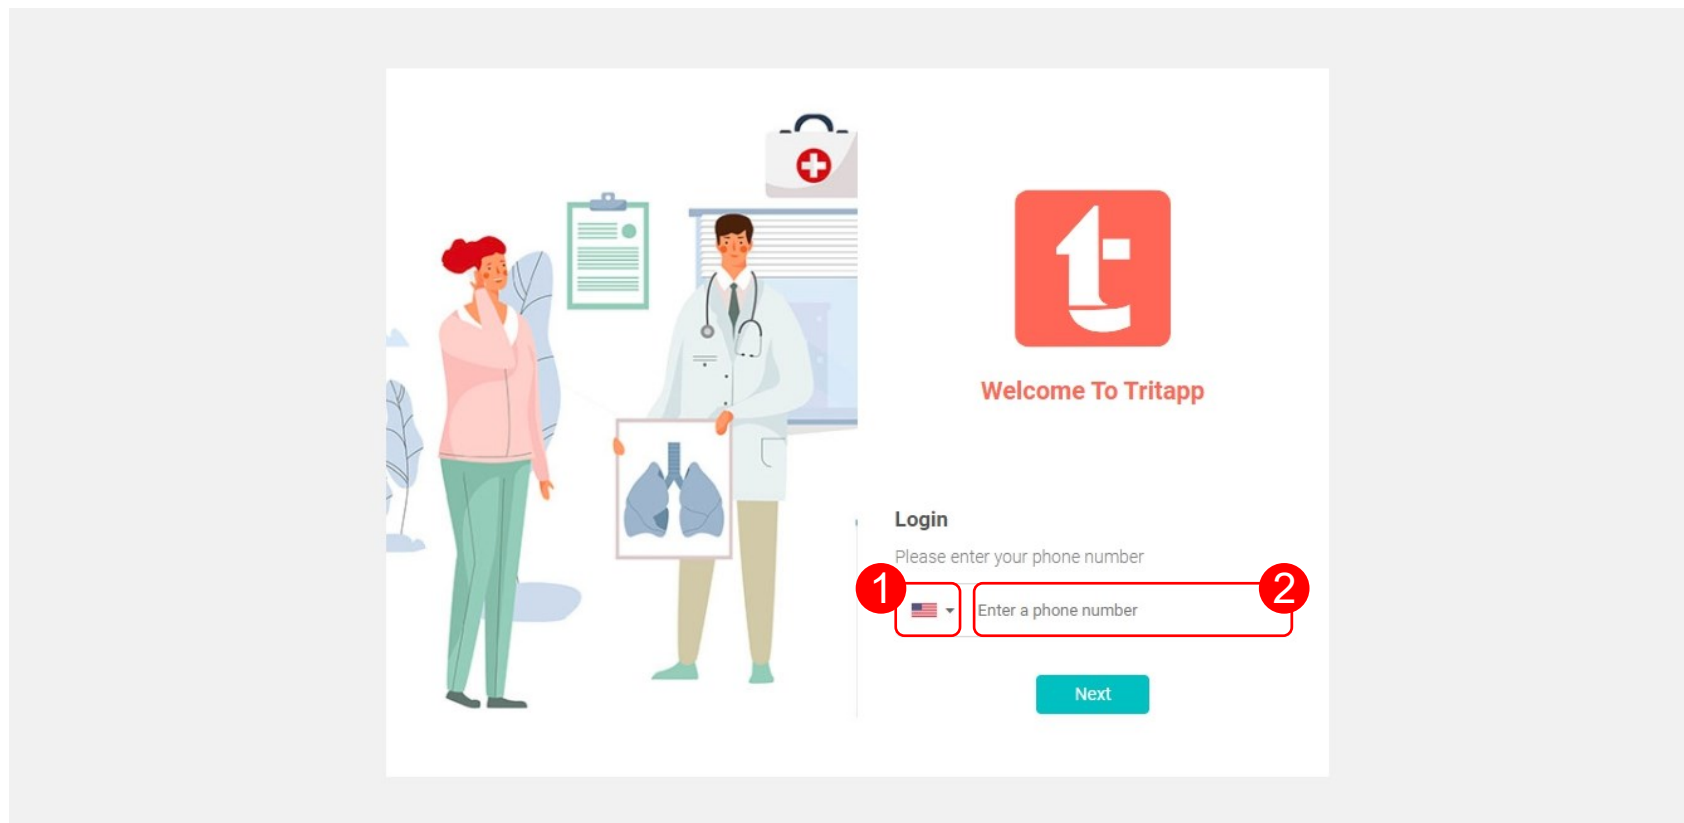 Welcome To Tritapp
Login
Please enter your phone number
1
2
Enter a phone number
Next